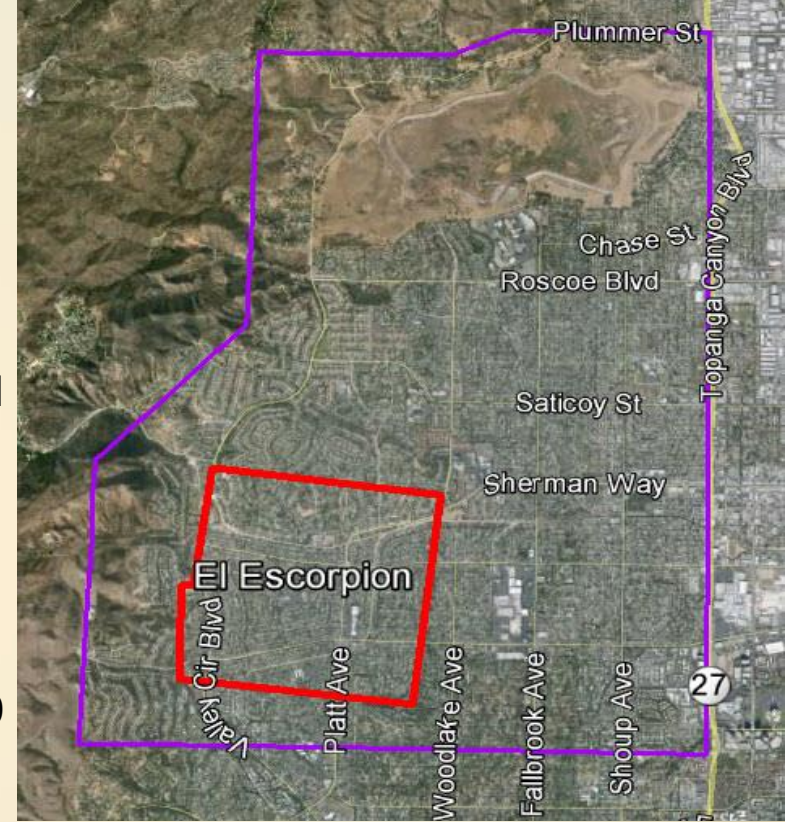 Plummer St
Chase St
Topanga Canyon Blvd
Roscoe Blvd
Saticoy St
Sherman Way
El Escorpion
Valley Cir Blvd
Platt Ave
Woodlake Ave
Fallbrook Ave
Shoup Ave
27